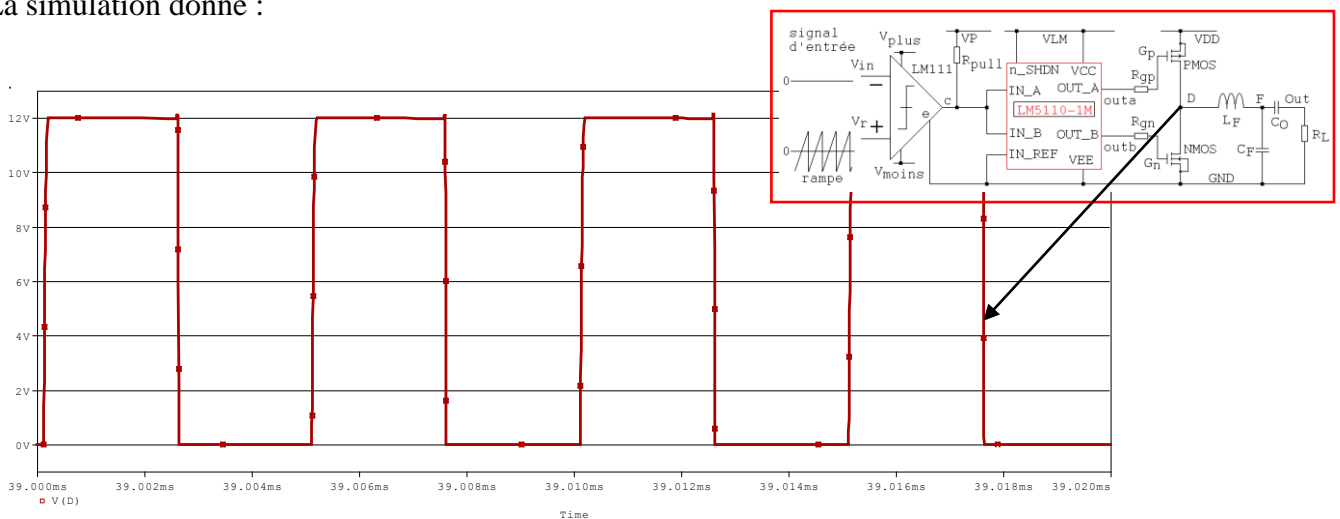 La simulation donne :
signal
d'entrée
Vplus
VP
VLM
VDD
Gp
PMOS
Vin
LM111
Rpull
n_SHDN VCC
Rgp
0
IN_A OUT_A
outa
c
e
LM5110-1M
D
F
Out
LF
CO
RL
Vr
IN_B OUT_B
Rgn
outb
NMOS
CF
0
IN_REF
VEE
Gn
rampe
Vmoins
GND
12V
10V
8V
6V
4V
2V
0V
39.000ms 39.002ms 39.004ms 39.006ms 39.008ms 39.010ms 39.012ms 39.014ms 39.016ms 39.018ms 39.020ms
V(D)
Time